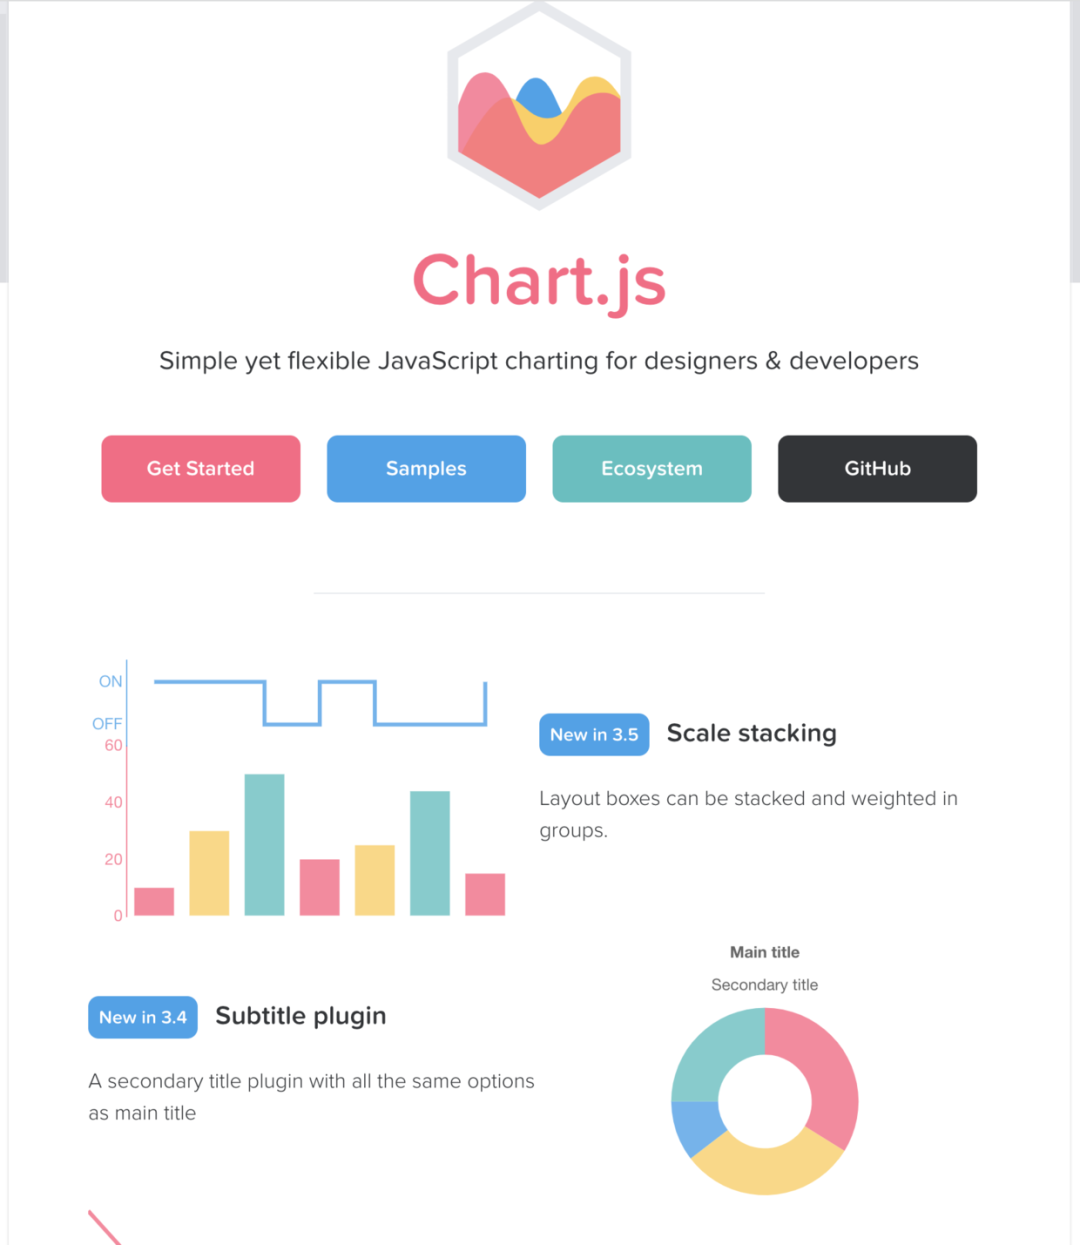 Chart.js
Simple yet flexible JavaScript charting for designers & developers
Get Started
Samples
Ecosystem
GitHub
ON
OFF
60
40
20
0
New in 3.5
Scale stacking
Layout boxes can be stacked and weighted in
groups.
Main title
Secondary title
New in 3.4
Subtitle plugin
A secondary title plugin with all the same options
as main title